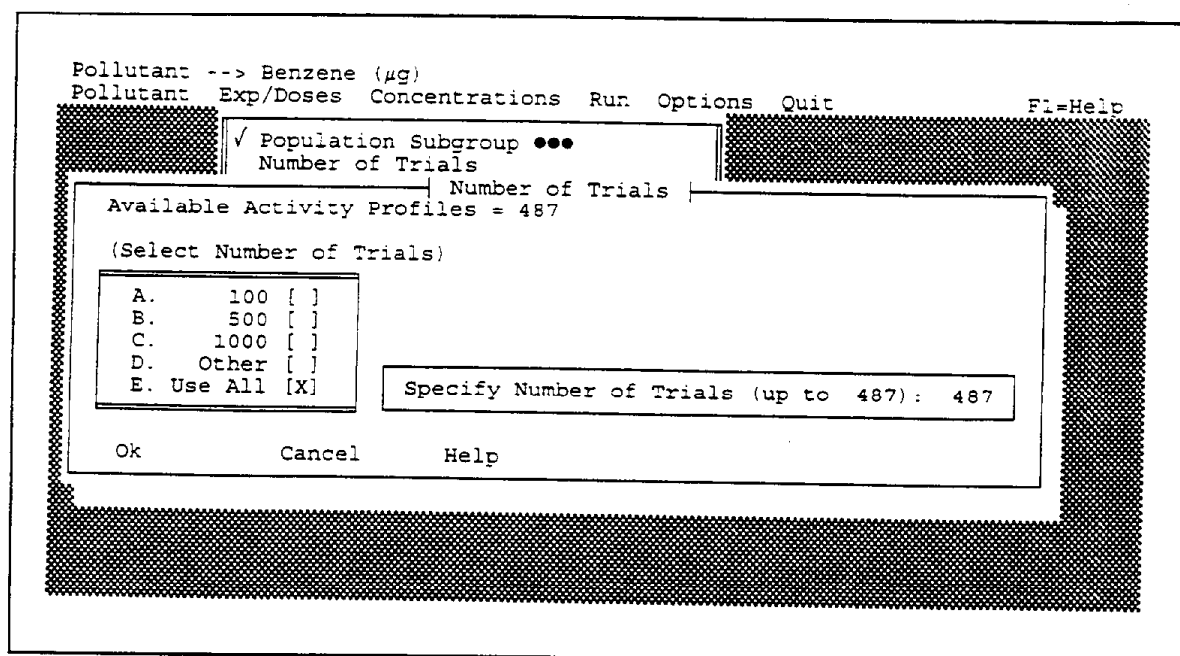 Pollutant --> Benzene (µg)
Pollutant Exp/Doses Concentrations Run Options Quit F1=Help
√ Population Subgroup ●●●
Number of Trials
Number of Trials
Available Activity Profiles = 487
(Select Number of Trials)
A. 100 [ ]
B. 500 [ ]
C. 1000 [ ]
D. Other [ ]
E. Use All [X]
Specify Number of Trials (up to 487): 487
Ok Cancel Help